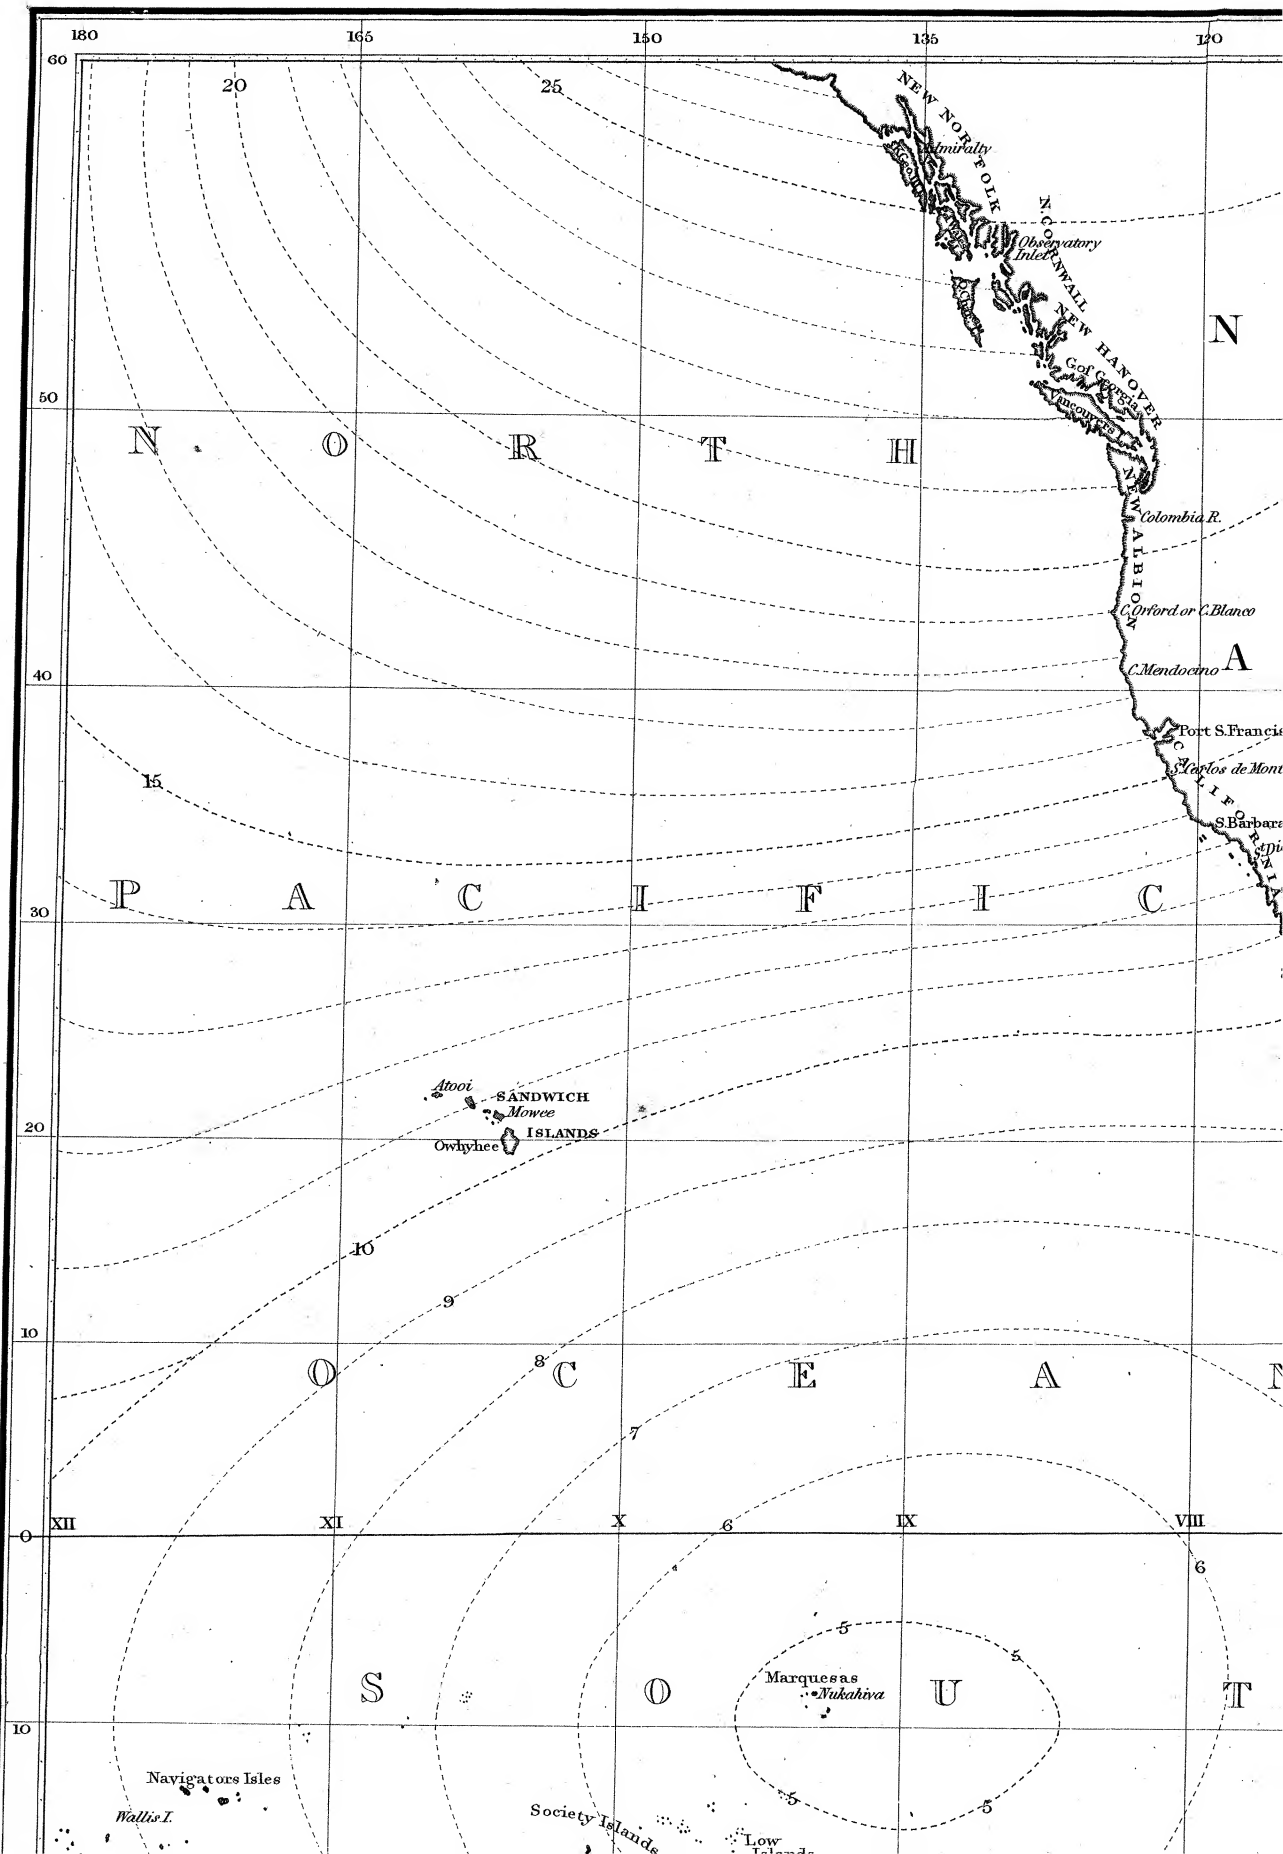 180 165 150 135 120
60
20 25
NEW NORFOLK
Admiralty
N. CORNWALL
Observatory
Inlet
N
NEW HANOVER
G. of Georgia
Vancouvers
50
N O R T H
NEW ALBION
Colombia R.
C. Orford or C. Blanco
A
40
C. Mendocino
Port S. Francis
CALIFORNIA
S. Carlos de Mont
15
S. Barbara
P A C I F I C
30
Atooi
SANDWICH
Mowee
ISLANDS
20
Owhyhee
10
9
10
8
O C E A N
7
XII XI X IX VIII
0
6
6
5
5
Marquesas
Nukahiva
S O U T
10
Navigators Isles
5
5
Wallis I.
Society Islands
Low
Islands